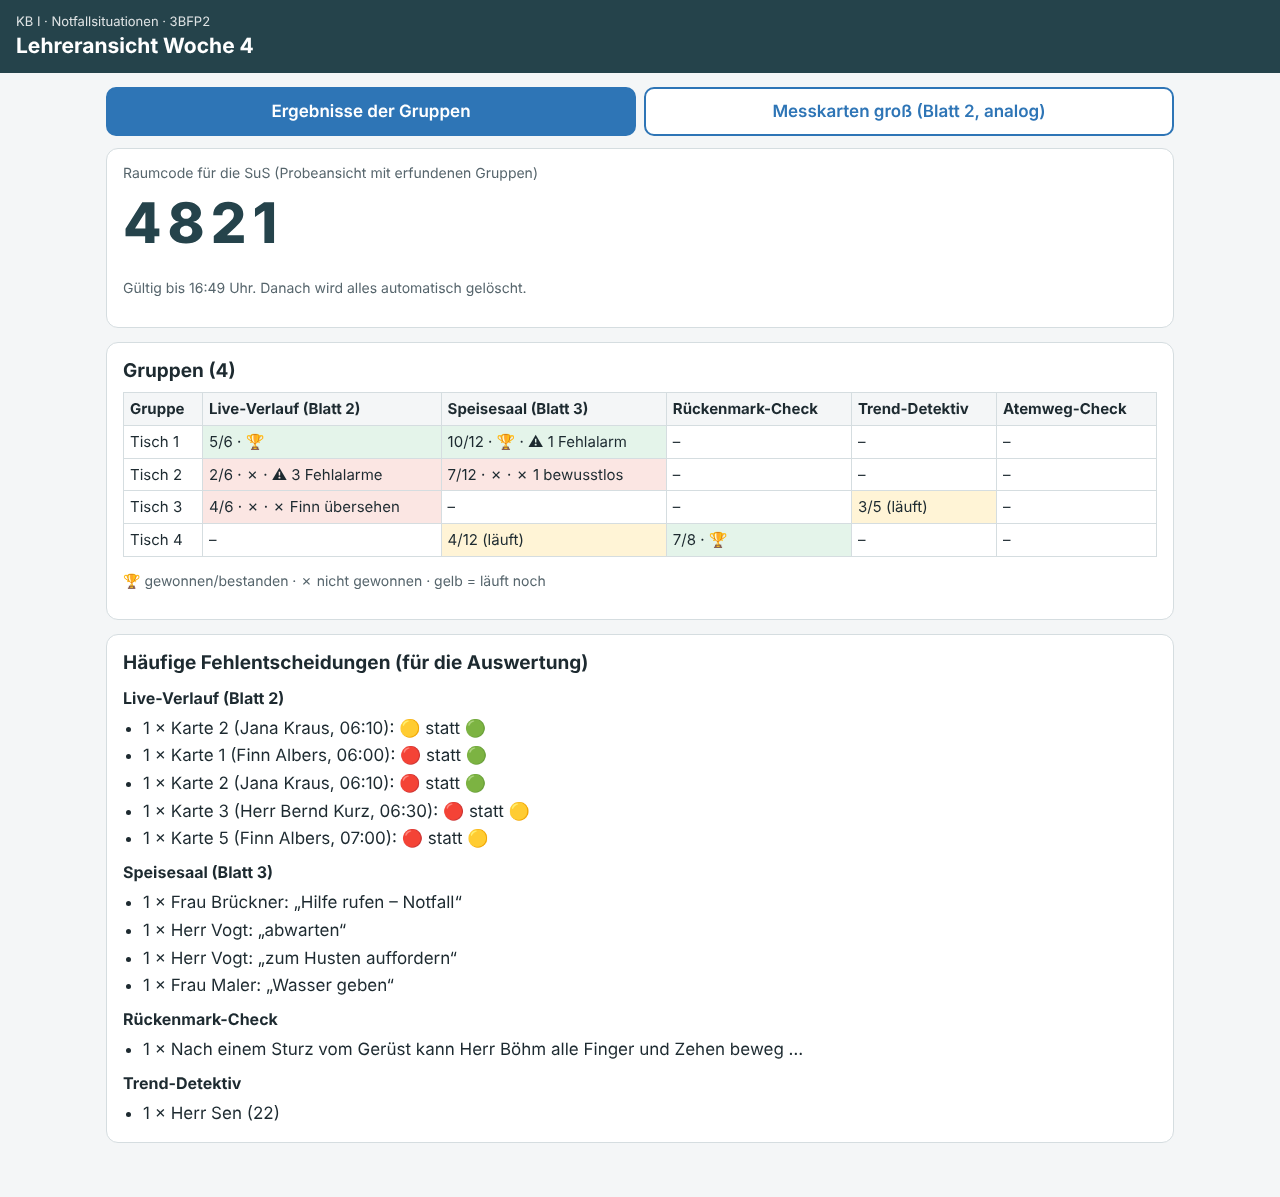 KB I · Notfallsituationen · 3BFP2
Lehreransicht Woche 4
Ergebnisse der Gruppen
Messkarten groß (Blatt 2, analog)
Raumcode für die SuS (Probeansicht mit erfundenen Gruppen)
4821
Gültig bis 16:49 Uhr. Danach wird alles automatisch gelöscht.
Gruppen (4)
Gruppe Live-Verlauf (Blatt 2) Speisesaal (Blatt 3) Rückenmark-Check Trend-Detektiv Atemweg-Check
Tisch 1 5/6 · 🏆 10/12 · 🏆 · ⚠ 1 Fehlalarm – – –
Tisch 2 2/6 · × · ⚠ 3 Fehlalarme 7/12 · × · × 1 bewusstlos – – –
Tisch 3 4/6 · × · × Finn übersehen – – 3/5 (läuft) –
Tisch 4 – 4/12 (läuft) 7/8 · 🏆 – –
🏆 gewonnen/bestanden · × nicht gewonnen · gelb = läuft noch
Häufige Fehlentscheidungen (für die Auswertung)
Live-Verlauf (Blatt 2)
• 1 × Karte 2 (Jana Kraus, 06:10): 🟡 statt 🟢
• 1 × Karte 1 (Finn Albers, 06:00): 🔴 statt 🟢
• 1 × Karte 2 (Jana Kraus, 06:10): 🔴 statt 🟢
• 1 × Karte 3 (Herr Bernd Kurz, 06:30): 🔴 statt 🟡
• 1 × Karte 5 (Finn Albers, 07:00): 🔴 statt 🟡
Speisesaal (Blatt 3)
• 1 × Frau Brückner: „Hilfe rufen – Notfall“
• 1 × Herr Vogt: „abwarten“
• 1 × Herr Vogt: „zum Husten auffordern“
• 1 × Frau Maler: „Wasser geben“
Rückenmark-Check
• 1 × Nach einem Sturz vom Gerüst kann Herr Böhm alle Finger und Zehen beweg …
Trend-Detektiv
• 1 × Herr Sen (22)